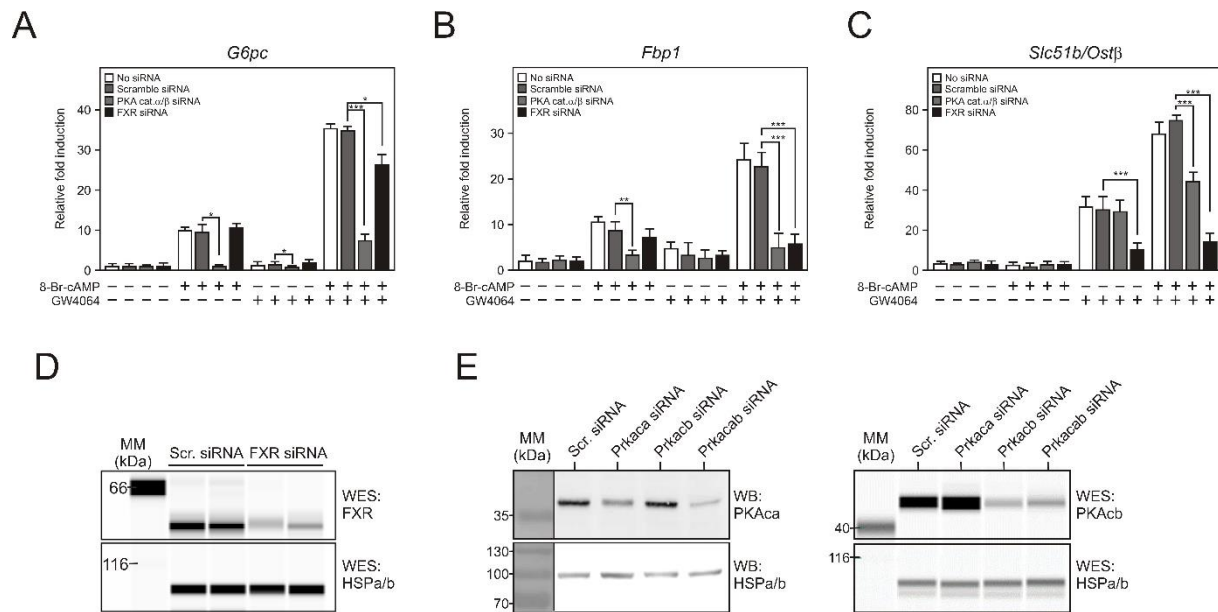 A
G6pc
No siRNA
Scramble siRNA
PKA cat.α/β siRNA
FXR siRNA
Relative fold induction
40
30
20
10
0
* *** * *
8-Br-cAMP − − − − + + + + − − − − + + + +
GW4064 − − − − − − − − + + + + + + + +
B
Fbp1
No siRNA
Scramble siRNA
PKA cat.α/β siRNA
FXR siRNA
Relative fold induction
30
20
10
0
** *** ***
8-Br-cAMP − − − − + + + + − − − − + + + +
GW4064 − − − − − − − − + + + + + + + +
C
Slc51b/Ostβ
No siRNA
Scramble siRNA
PKA cat.α/β siRNA
FXR siRNA
Relative fold induction
80
60
40
20
0
*** *** ***
8-Br-cAMP − − − − + + + + − − − − + + + +
GW4064 − − − − − − − − + + + + + + + +
D
MM
(kDa)
Scr. siRNA FXR siRNA
66
WES:
FXR
116
WES:
HSPa/b
E
MM
(kDa)
Scr. siRNA
Prkaca siRNA
Prkacb siRNA
Prkacab siRNA
35
WB:
PKAca
130
100
70
WB:
HSPa/b
MM
(kDa)
Scr. siRNA
Prkaca siRNA
Prkacb siRNA
Prkacab siRNA
40
WES:
PKAcb
116
WES:
HSPa/b